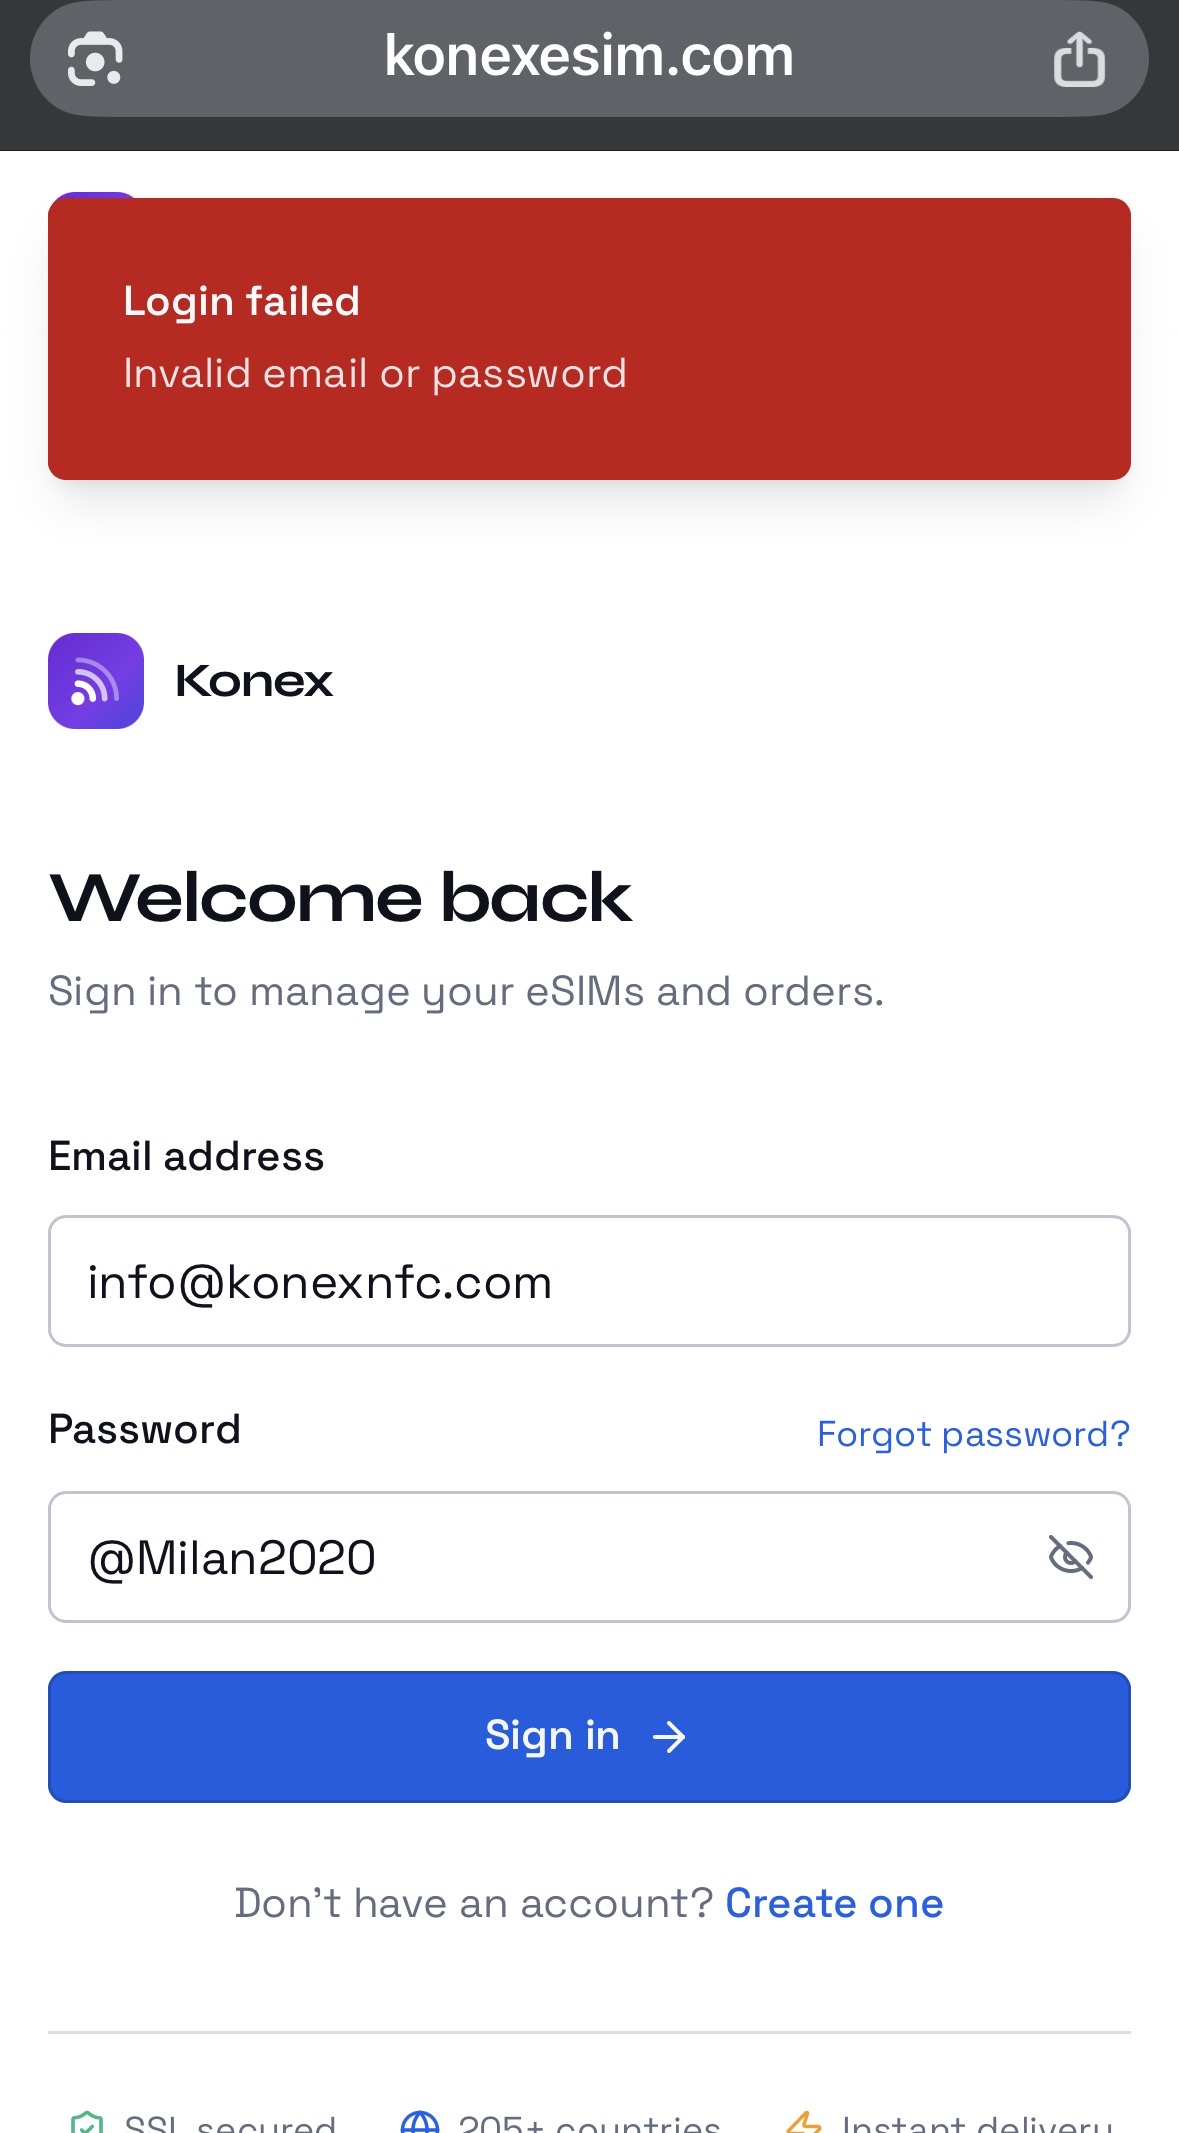 konexesim.com
Login failed
Invalid email or password
Konex
Welcome back
Sign in to manage your eSIMs and orders.
Email address
info@konexnfc.com
Password
Forgot password?
@Milan2020
Sign in →
Don't have an account? Create one
SSL secured
205+ countries
Instant delivery